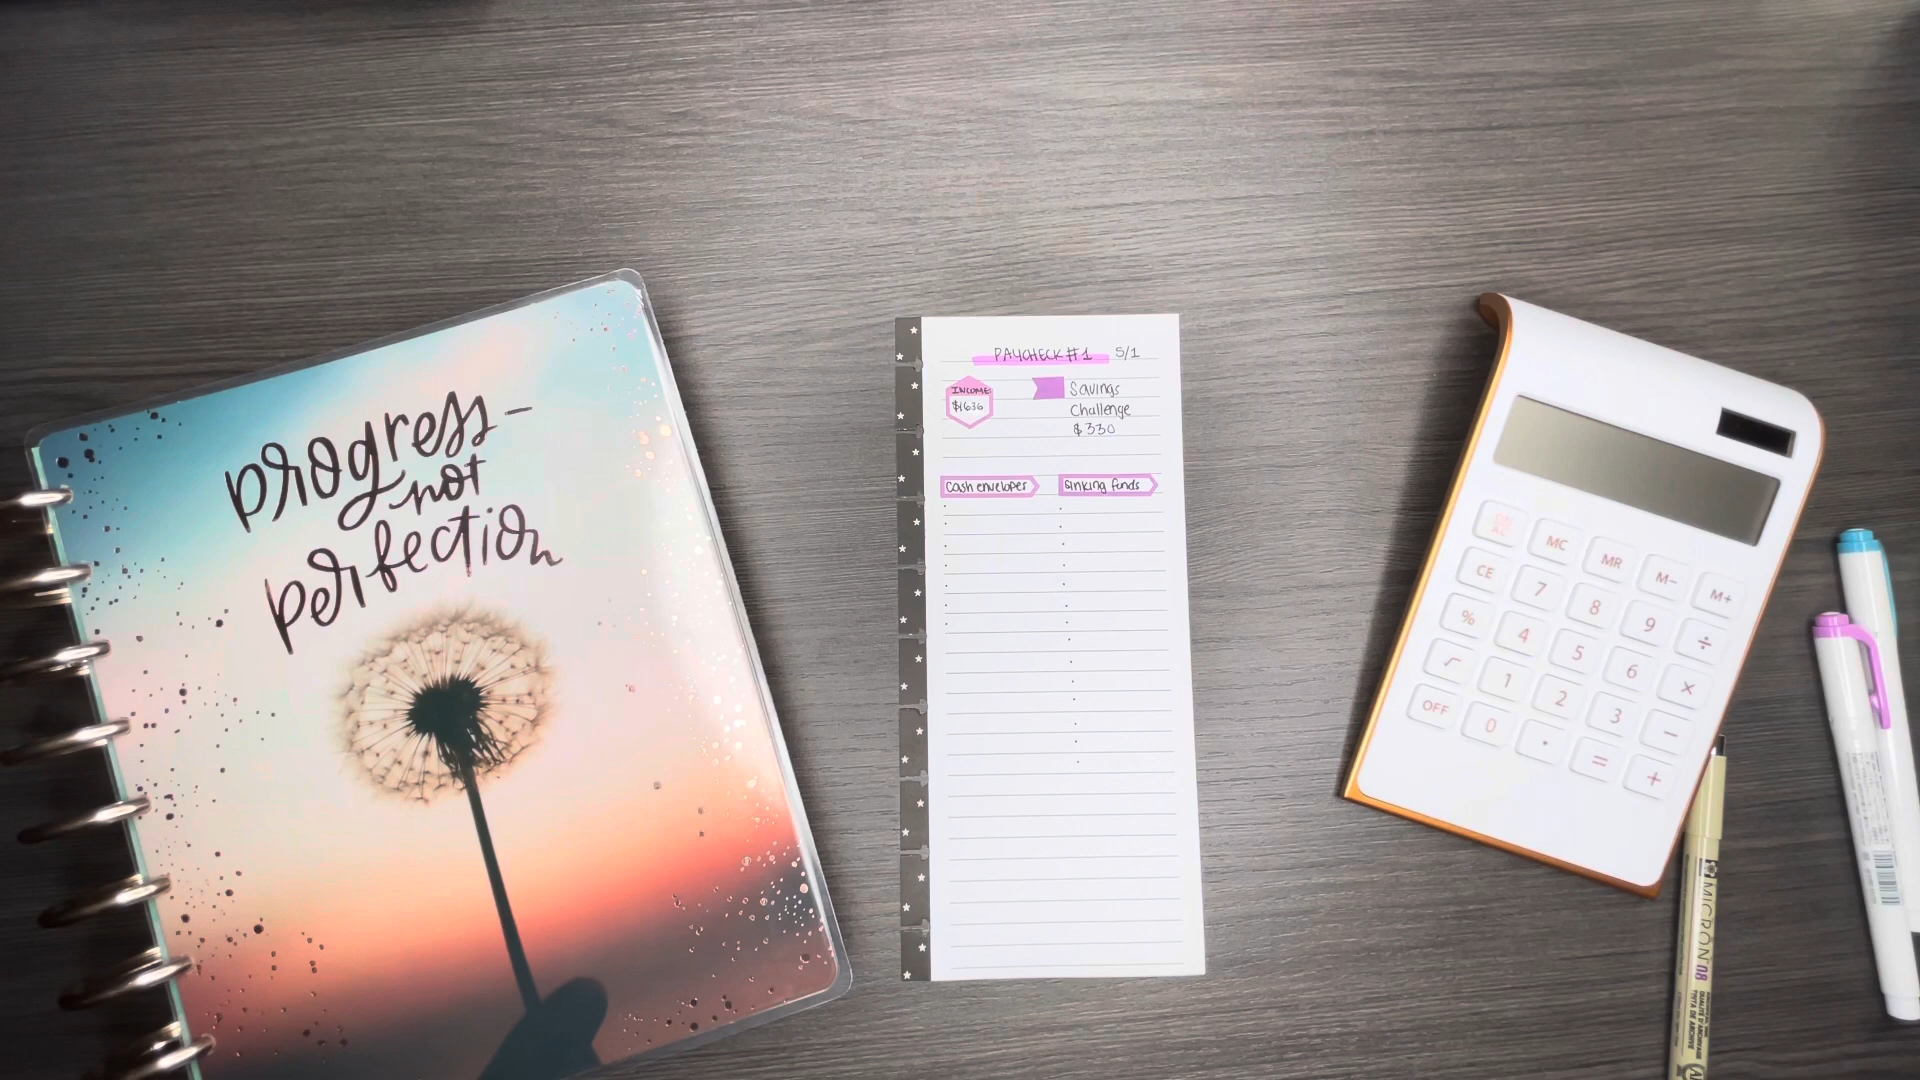 progress-
not
perfection
PAYCHECK #1 5/1
INCOME
$1636
Savings
Challenge
$330
Cash envelopes
Sinking funds
MC MR M- M+
CE 7 8 9 ÷
% 4 5 6 ×
√ 1 2 3 −
OFF 0 . = +
MICRON 08